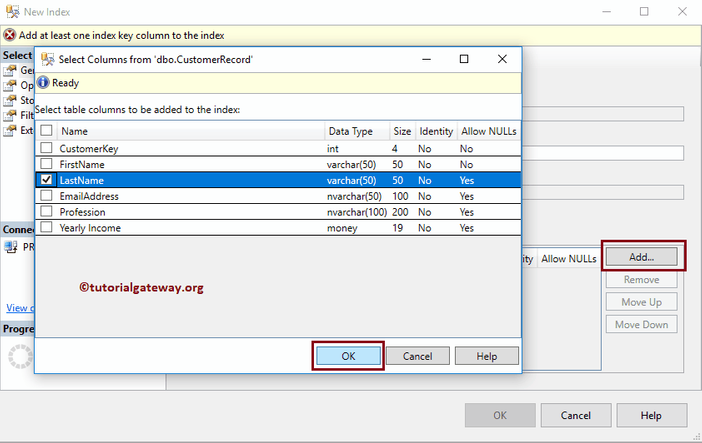 New Index
Add at least one index key column to the index
Select
Ge
Op
Sto
Filt
Ext
Select Columns from 'dbo.CustomerRecord'
Ready
Select table columns to be added to the index:
Name Data Type Size Identity Allow NULLs
CustomerKey int 4 No No
FirstName varchar(50) 50 No No
LastName varchar(50) 50 No Yes
EmailAddress nvarchar(50) 100 No Yes
Profession nvarchar(100) 200 No Yes
Yearly Income money 19 No Yes
©tutorialgateway.org
OK Cancel Help
Connec
PR
View c
Progre
ity Allow NULLs
Add...
Remove
Move Up
Move Down
OK Cancel Help